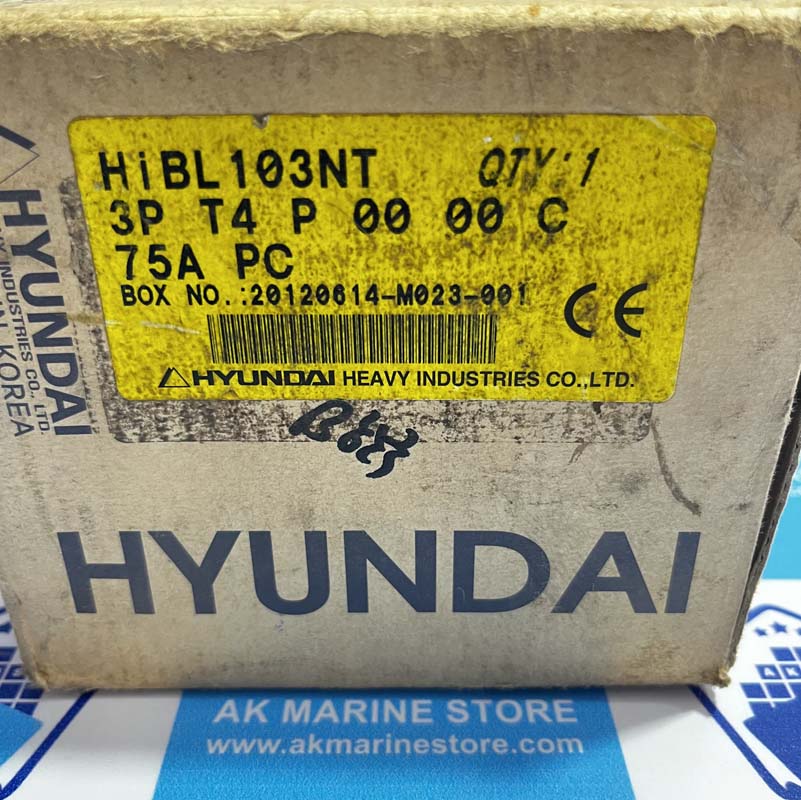 HiBL103NT QTY:1
3P T4 P 00 00 C
75A PC
BOX NO.:20120614-M023-001
CE
HYUNDAI HEAVY INDUSTRIES CO.,LTD.
HYUNDAI
INDUSTRIES CO., LTD.
KOREA
HYUNDAI
AK MARINE STORE
www.akmarinestore.com